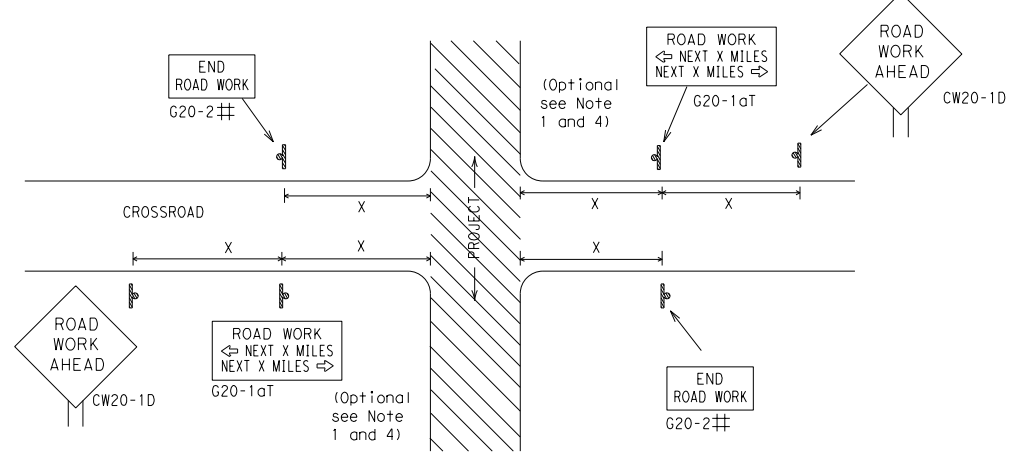 END
ROAD WORK
G20-2#
(Optional
see Note
1 and 4)
ROAD WORK
⇦ NEXT X MILES
NEXT X MILES ⇨
G20-1aT
ROAD
WORK
AHEAD
CW20-1D
CROSSROAD
X
X
X
PROJECT
X
X
X
ROAD
WORK
AHEAD
CW20-1D
ROAD WORK
⇦ NEXT X MILES
NEXT X MILES ⇨
G20-1aT
(Optional
see Note
1 and 4)
END
ROAD WORK
G20-2#